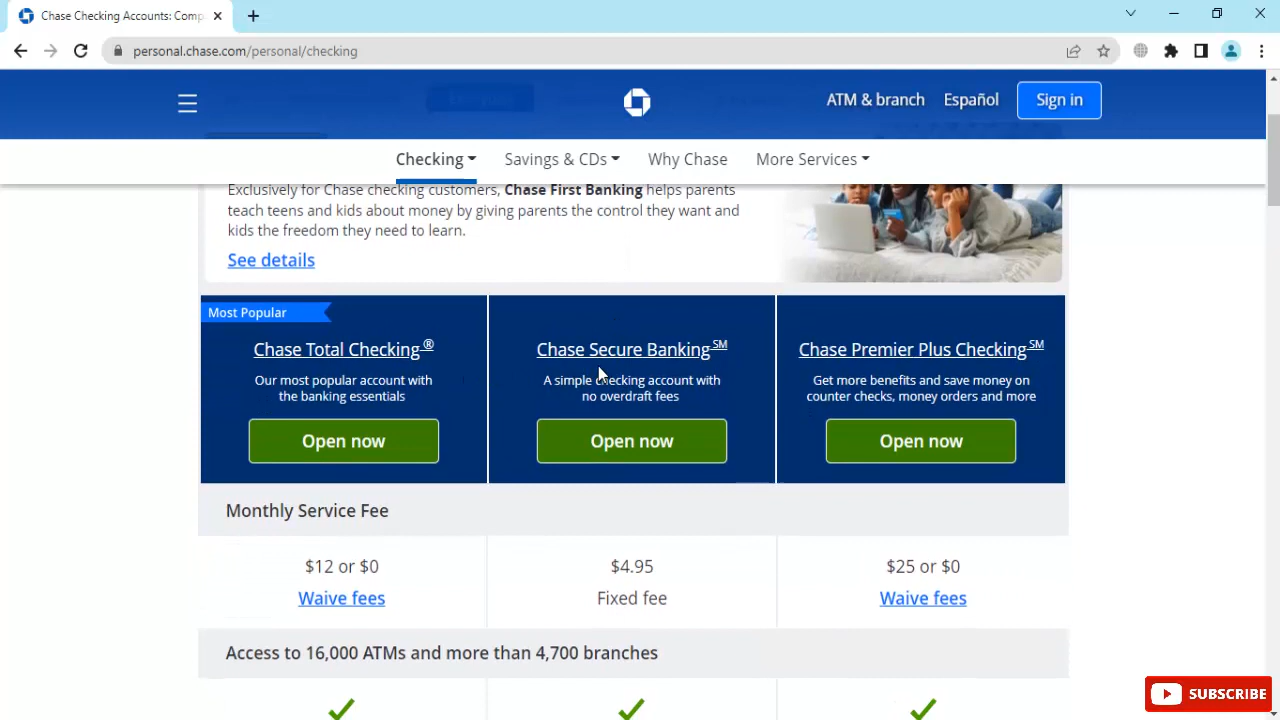 Chase Checking Accounts: Comp
personal.chase.com/personal/checking
ATM & branch
Español
Sign in
Checking
Savings & CDs
Why Chase
More Services
Exclusively for Chase checking customers, Chase First Banking helps parents
teach teens and kids about money by giving parents the control they want and
kids the freedom they need to learn.
See details
Most Popular
Chase Total Checking®
Our most popular account with
the banking essentials
Open now
Chase Secure Banking℠
A simple checking account with
no overdraft fees
Open now
Chase Premier Plus Checking℠
Get more benefits and save money on
counter checks, money orders and more
Open now
Monthly Service Fee
$12 or $0
Waive fees
$4.95
Fixed fee
$25 or $0
Waive fees
Access to 16,000 ATMs and more than 4,700 branches
SUBSCRIBE